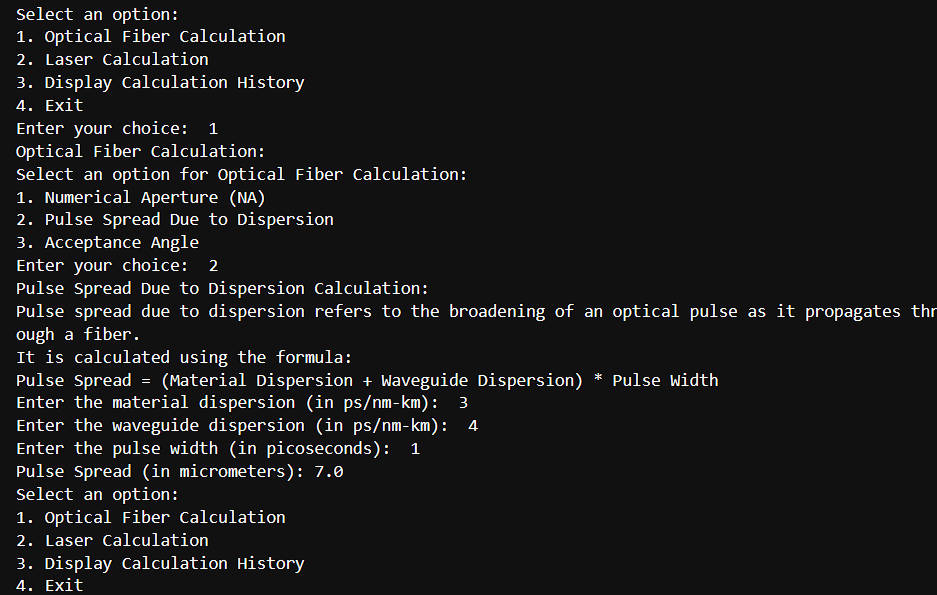 Select an option:
1. Optical Fiber Calculation
2. Laser Calculation
3. Display Calculation History
4. Exit
Enter your choice:  1
Optical Fiber Calculation:
Select an option for Optical Fiber Calculation:
1. Numerical Aperture (NA)
2. Pulse Spread Due to Dispersion
3. Acceptance Angle
Enter your choice:  2
Pulse Spread Due to Dispersion Calculation:
Pulse spread due to dispersion refers to the broadening of an optical pulse as it propagates thr
ough a fiber.
It is calculated using the formula:
Pulse Spread = (Material Dispersion + Waveguide Dispersion) * Pulse Width
Enter the material dispersion (in ps/nm-km):  3
Enter the waveguide dispersion (in ps/nm-km):  4
Enter the pulse width (in picoseconds):  1
Pulse Spread (in micrometers): 7.0
Select an option:
1. Optical Fiber Calculation
2. Laser Calculation
3. Display Calculation History
4. Exit